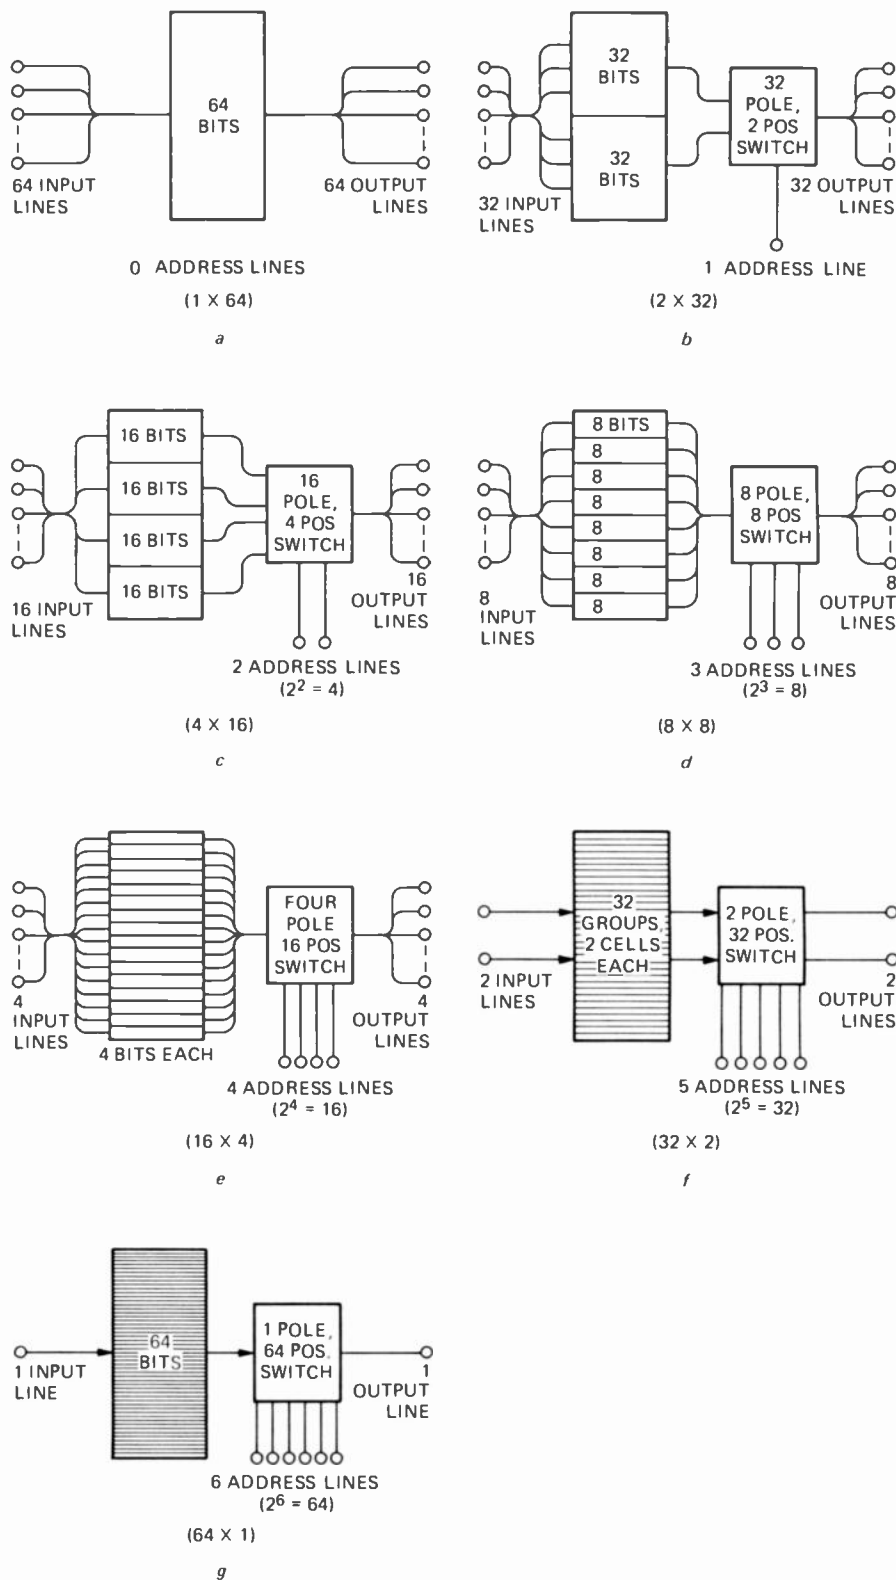 64
BITS
64 INPUT
LINES
64 OUTPUT
LINES
0 ADDRESS LINES
(1 X 64)
a
32
BITS
32
BITS
32
POLE,
2 POS
SWITCH
32 INPUT
LINES
32 OUTPUT
LINES
1 ADDRESS LINE
(2 X 32)
b
16 BITS
16 BITS
16 BITS
16 BITS
16
POLE,
4 POS
SWITCH
16 INPUT
LINES
16
OUTPUT
LINES
2 ADDRESS LINES
(2² = 4)
(4 X 16)
c
8 BITS
8
8
8
8
8
8
8
8 POLE,
8 POS
SWITCH
8
INPUT
LINES
8
OUTPUT
LINES
3 ADDRESS LINES
(2³ = 8)
(8 X 8)
d
FOUR
POLE
16 POS
SWITCH
4
INPUT
LINES
4
OUTPUT
LINES
4 BITS EACH
4 ADDRESS LINES
(2⁴ = 16)
(16 X 4)
e
32
GROUPS,
2 CELLS
EACH
2 POLE,
32 POS.
SWITCH
2 INPUT
LINES
2
OUTPUT
LINES
5 ADDRESS LINES
(2⁵ = 32)
(32 X 2)
f
64
BITS
1 POLE,
64 POS.
SWITCH
1 INPUT
LINE
1
OUTPUT
LINE
6 ADDRESS LINES
(2⁶ = 64)
(64 X 1)
g